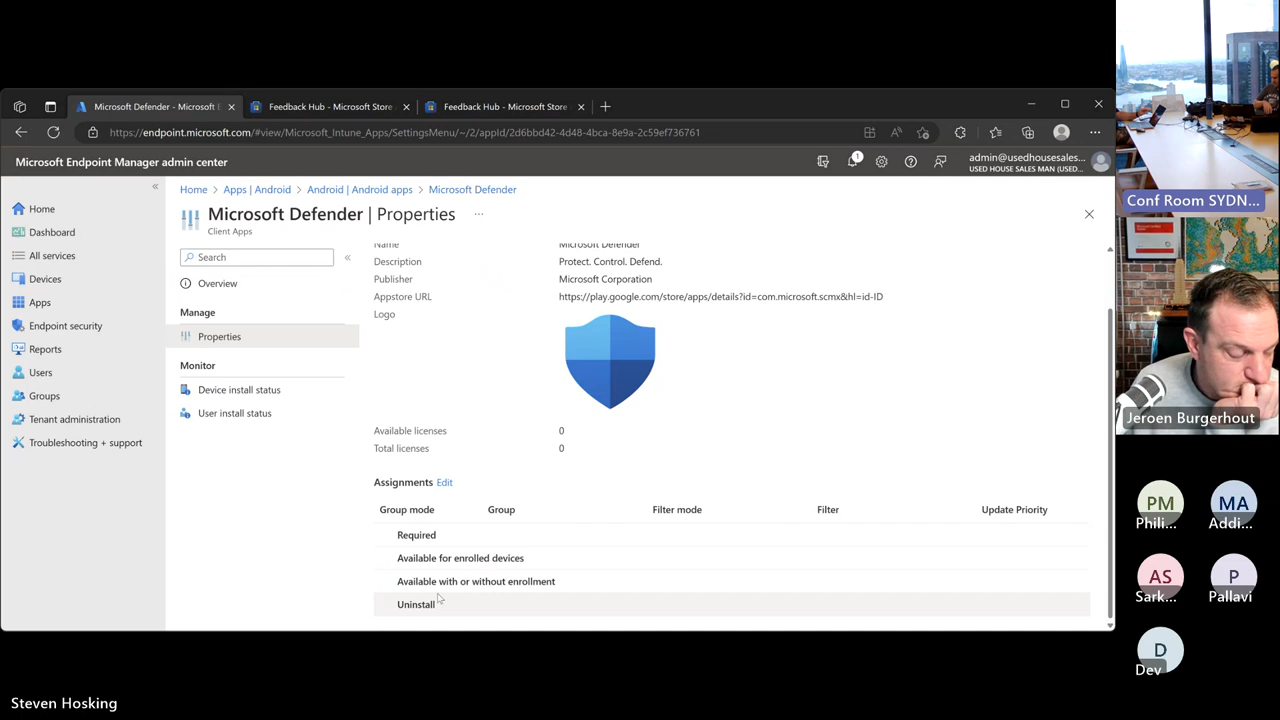 Microsoft Defender - Microsoft E
Feedback Hub - Microsoft Store
Feedback Hub - Microsoft Store
https://endpoint.microsoft.com/#view/Microsoft_Intune_Apps/SettingsMenu/~/2/appId/2d6bbd42-4d48-4bca-8e9a-2c59ef736761
Microsoft Endpoint Manager admin center
1
admin@usedhousesales...
USED HOUSE SALES MAN (USED...
Home > Apps | Android > Android | Android apps > Microsoft Defender
Microsoft Defender | Properties ...
Client Apps
Home
Dashboard
All services
Devices
Apps
Endpoint security
Reports
Users
Groups
Tenant administration
Troubleshooting + support
Search
Overview
Manage
Properties
Monitor
Device install status
User install status
Name Microsoft Defender
Description Protect. Control. Defend.
Publisher Microsoft Corporation
Appstore URL https://play.google.com/store/apps/details?id=com.microsoft.scmx&hl=id-ID
Logo
Available licenses 0
Total licenses 0
Assignments Edit
Group mode Group Filter mode Filter Update Priority
Required
Available for enrolled devices
Available with or without enrollment
Uninstall
Conf Room SYDN...
Jeroen Burgerhout
PM
Phili...
MA
Addi...
AS
Sark...
P
Pallavi
D
Dev
Steven Hosking